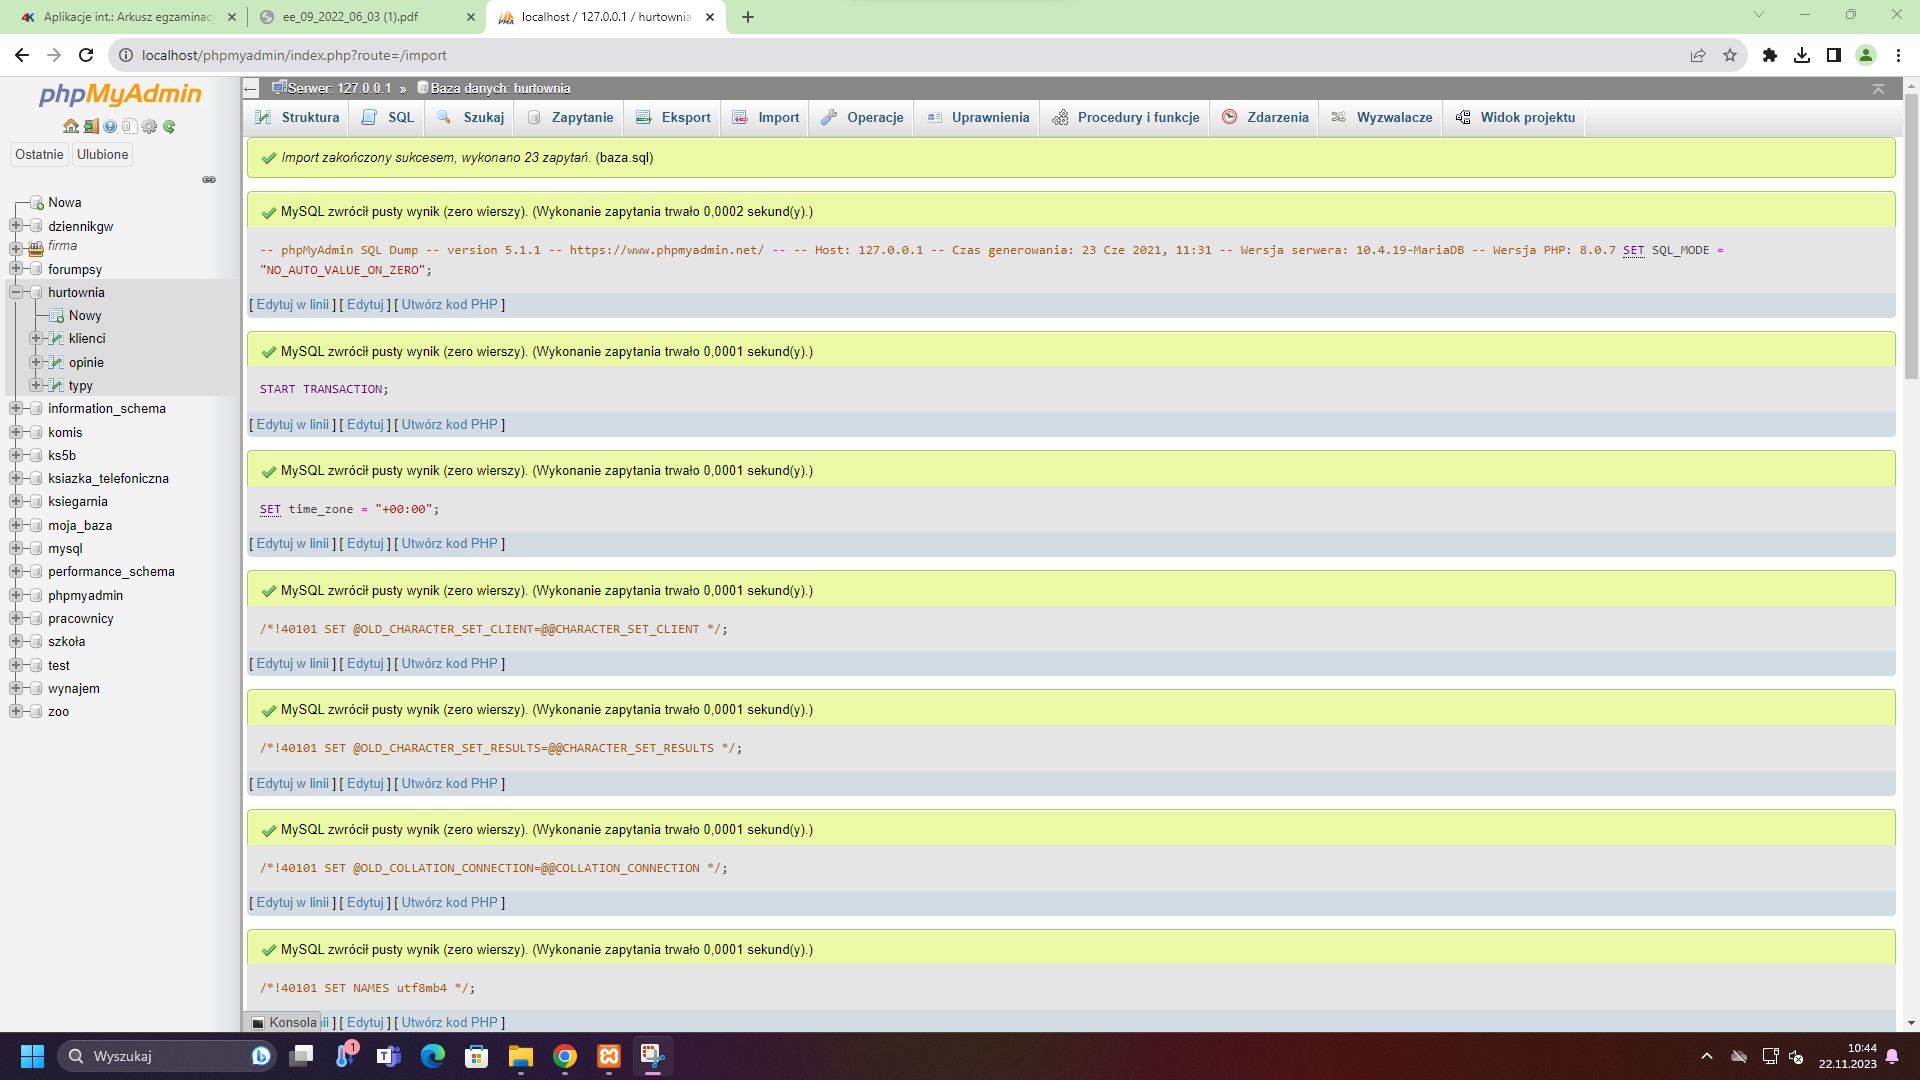 Aplikacje int.: Arkusz egzaminac
ee_09_2022_06_03 (1).pdf
localhost / 127.0.0.1 / hurtownia
localhost/phpmyadmin/index.php?route=/import
phpMyAdmin
Ostatnie
Ulubione
Nowa
dziennikgw
firma
forumpsy
hurtownia
Nowy
klienci
opinie
typy
information_schema
komis
ks5b
ksiazka_telefoniczna
ksiegarnia
moja_baza
mysql
performance_schema
phpmyadmin
pracownicy
szkoła
test
wynajem
zoo
Serwer: 127.0.0.1 » Baza danych: hurtownia
Struktura SQL Szukaj Zapytanie Eksport Import Operacje Uprawnienia Procedury i funkcje Zdarzenia Wyzwalacze Widok projektu
Import zakończony sukcesem, wykonano 23 zapytań. (baza.sql)
MySQL zwrócił pusty wynik (zero wierszy). (Wykonanie zapytania trwało 0,0002 sekund(y).)
-- phpMyAdmin SQL Dump -- version 5.1.1 -- https://www.phpmyadmin.net/ -- -- Host: 127.0.0.1 -- Czas generowania: 23 Cze 2021, 11:31 -- Wersja serwera: 10.4.19-MariaDB -- Wersja PHP: 8.0.7 SET SQL_MODE =
"NO_AUTO_VALUE_ON_ZERO";
[ Edytuj w linii ] [ Edytuj ] [ Utwórz kod PHP ]
MySQL zwrócił pusty wynik (zero wierszy). (Wykonanie zapytania trwało 0,0001 sekund(y).)
START TRANSACTION;
[ Edytuj w linii ] [ Edytuj ] [ Utwórz kod PHP ]
MySQL zwrócił pusty wynik (zero wierszy). (Wykonanie zapytania trwało 0,0001 sekund(y).)
SET time_zone = "+00:00";
[ Edytuj w linii ] [ Edytuj ] [ Utwórz kod PHP ]
MySQL zwrócił pusty wynik (zero wierszy). (Wykonanie zapytania trwało 0,0001 sekund(y).)
/*!40101 SET @OLD_CHARACTER_SET_CLIENT=@@CHARACTER_SET_CLIENT */;
[ Edytuj w linii ] [ Edytuj ] [ Utwórz kod PHP ]
MySQL zwrócił pusty wynik (zero wierszy). (Wykonanie zapytania trwało 0,0001 sekund(y).)
/*!40101 SET @OLD_CHARACTER_SET_RESULTS=@@CHARACTER_SET_RESULTS */;
[ Edytuj w linii ] [ Edytuj ] [ Utwórz kod PHP ]
MySQL zwrócił pusty wynik (zero wierszy). (Wykonanie zapytania trwało 0,0001 sekund(y).)
/*!40101 SET @OLD_COLLATION_CONNECTION=@@COLLATION_CONNECTION */;
[ Edytuj w linii ] [ Edytuj ] [ Utwórz kod PHP ]
MySQL zwrócił pusty wynik (zero wierszy). (Wykonanie zapytania trwało 0,0001 sekund(y).)
/*!40101 SET NAMES utf8mb4 */;
Konsola ii ] [ Edytuj ] [ Utwórz kod PHP ]
Wyszukaj
1
10:44
22.11.2023